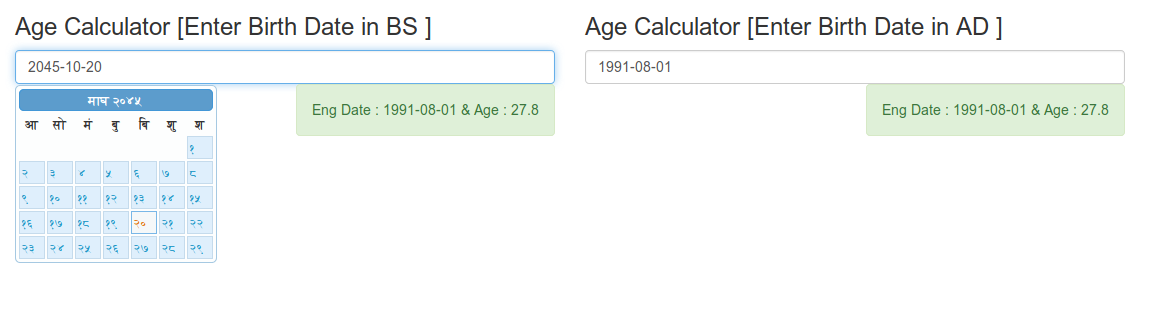 Age Calculator [Enter Birth Date in BS ]
2045-10-20
माघ २०४५
आ सो मं बु बि शु श
१
२ ३ ४ ५ ६ ७ ८
९ १० ११ १२ १३ १४ १५
१६ १७ १८ १९ २० २१ २२
२३ २४ २५ २६ २७ २८ २९
Eng Date : 1991-08-01 & Age : 27.8
Age Calculator [Enter Birth Date in AD ]
1991-08-01
Eng Date : 1991-08-01 & Age : 27.8